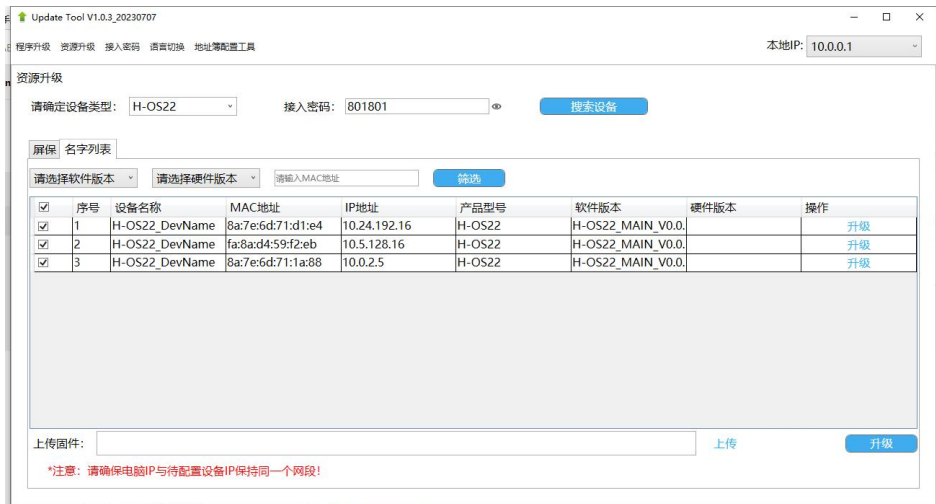 Update Tool V1.0.3_20230707
程序升级 资源升级 接入密码 语言切换 地址簿配置工具 本地IP: 10.0.0.1
资源升级
请确定设备类型: H-OS22 接入密码: 801801 搜索设备
屏保 名字列表
请选择软件版本 请选择硬件版本 请输入MAC地址 筛选
序号 设备名称 MAC地址 IP地址 产品型号 软件版本 硬件版本 操作
1 H-OS22_DevName 8a:7e:6d:71:d1:e4 10.24.192.16 H-OS22 H-OS22_MAIN_V0.0. 升级
2 H-OS22_DevName fa:8a:d4:59:f2:eb 10.5.128.16 H-OS22 H-OS22_MAIN_V0.0. 升级
3 H-OS22_DevName 8a:7e:6d:71:1a:88 10.0.2.5 H-OS22 H-OS22_MAIN_V0.0. 升级
上传固件: 上传 升级
*注意：请确保电脑IP与待配置设备IP保持同一个网段！